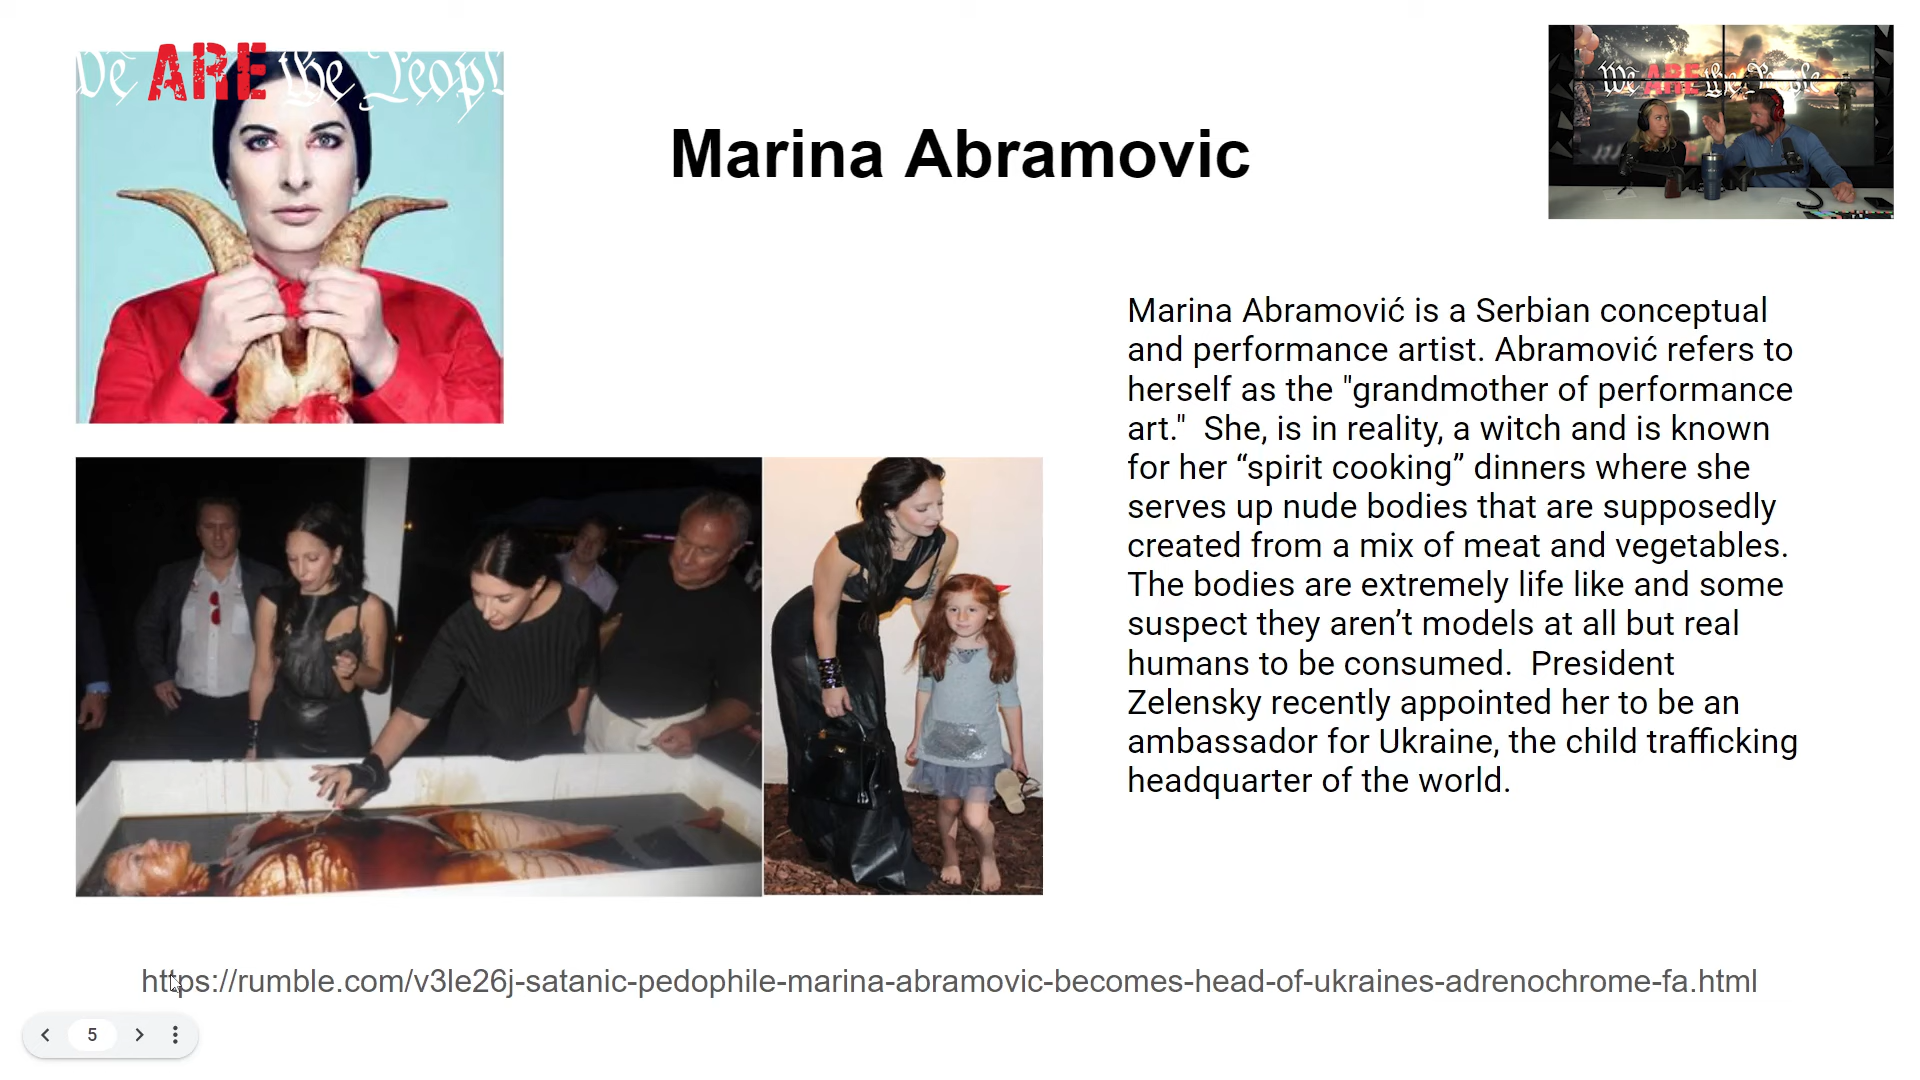 We ARE the Peopl
We ARE the People
Marina Abramovic
Marina Abramović is a Serbian conceptual
and performance artist. Abramović refers to
herself as the "grandmother of performance
art."  She, is in reality, a witch and is known
for her “spirit cooking” dinners where she
serves up nude bodies that are supposedly
created from a mix of meat and vegetables.
The bodies are extremely life like and some
suspect they aren’t models at all but real
humans to be consumed.  President
Zelensky recently appointed her to be an
ambassador for Ukraine, the child trafficking
headquarter of the world.
https://rumble.com/v3le26j-satanic-pedophile-marina-abramovic-becomes-head-of-ukraines-adrenochrome-fa.html
5